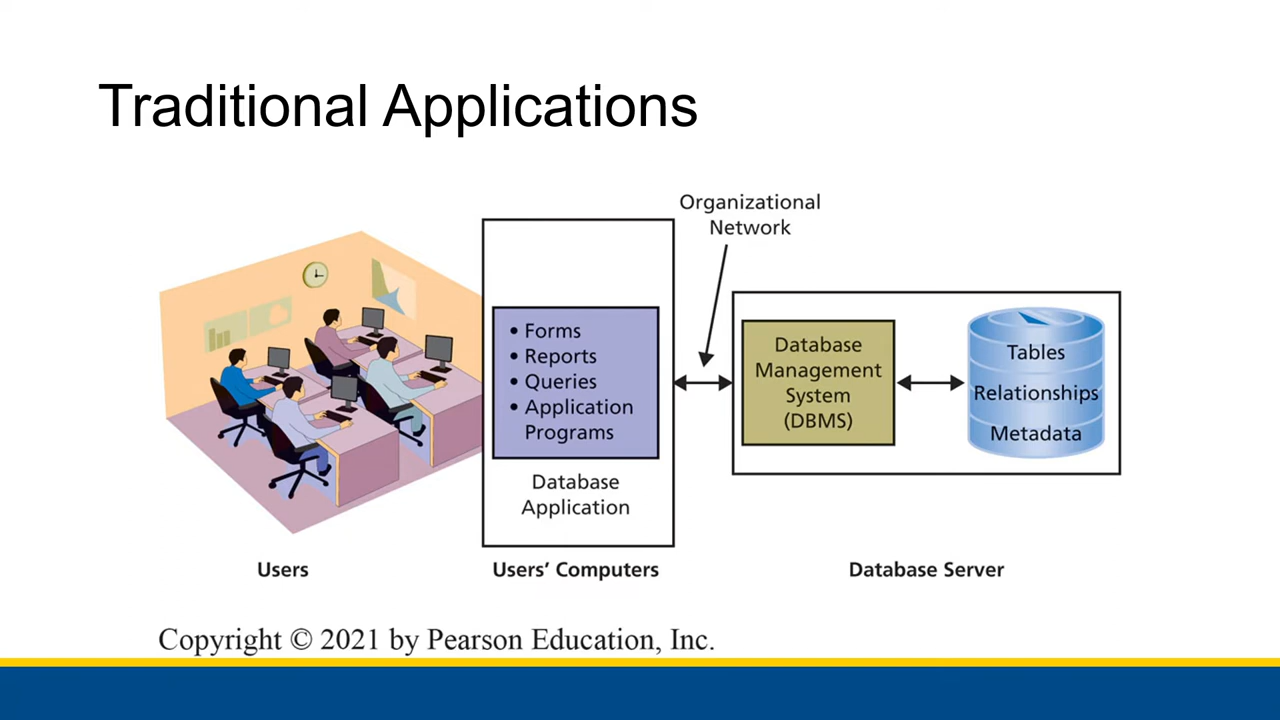 Traditional Applications
Organizational
Network
• Forms
• Reports
• Queries
• Application
Programs
Database
Application
Database
Management
System
(DBMS)
Tables
Relationships
Metadata
Users
Users’ Computers
Database Server
Copyright © 2021 by Pearson Education, Inc.